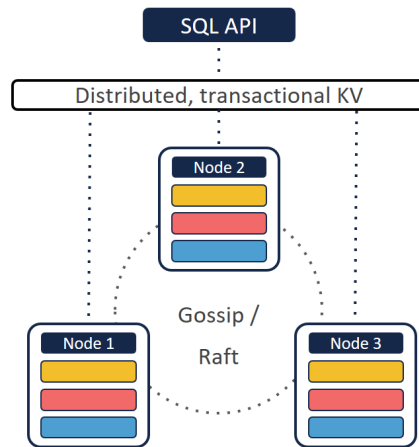 SQL API
Distributed, transactional KV
Node 2
Gossip /
Raft
Node 1
Node 3